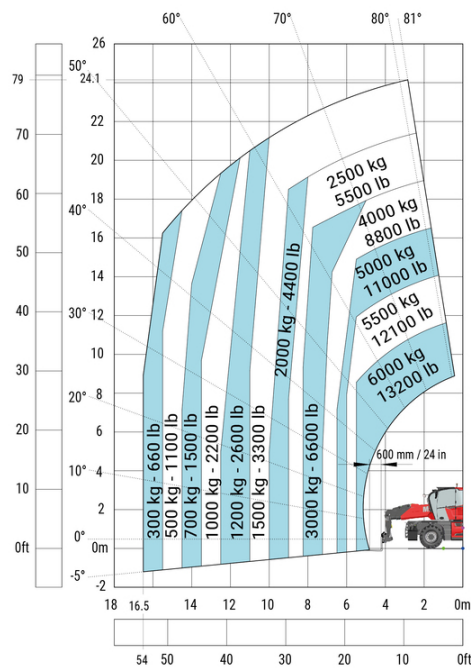 60° 70° 80° 81°
26
79 50° 24.1
22
70
2500 kg
5500 lb
20
60 18
4000 kg
8800 lb
40°
16
50
5000 kg
11000 lb
14
2000 kg - 4400 lb
40
30° 12
5500 kg
12100 lb
10
30
6000 kg
13200 lb
8
20°
20 6
600 mm / 24 in
300 kg - 660 lb
500 kg - 1100 lb
700 kg - 1500 lb
1000 kg - 2200 lb
1200 kg - 2600 lb
1500 kg - 3300 lb
3000 kg - 6600 lb
10° 4
10
2
0°
0ft 0m
-5°
-2
18 16.5 14 12 10 8 6 4 2 0m
54 50 40 30 20 10 0ft